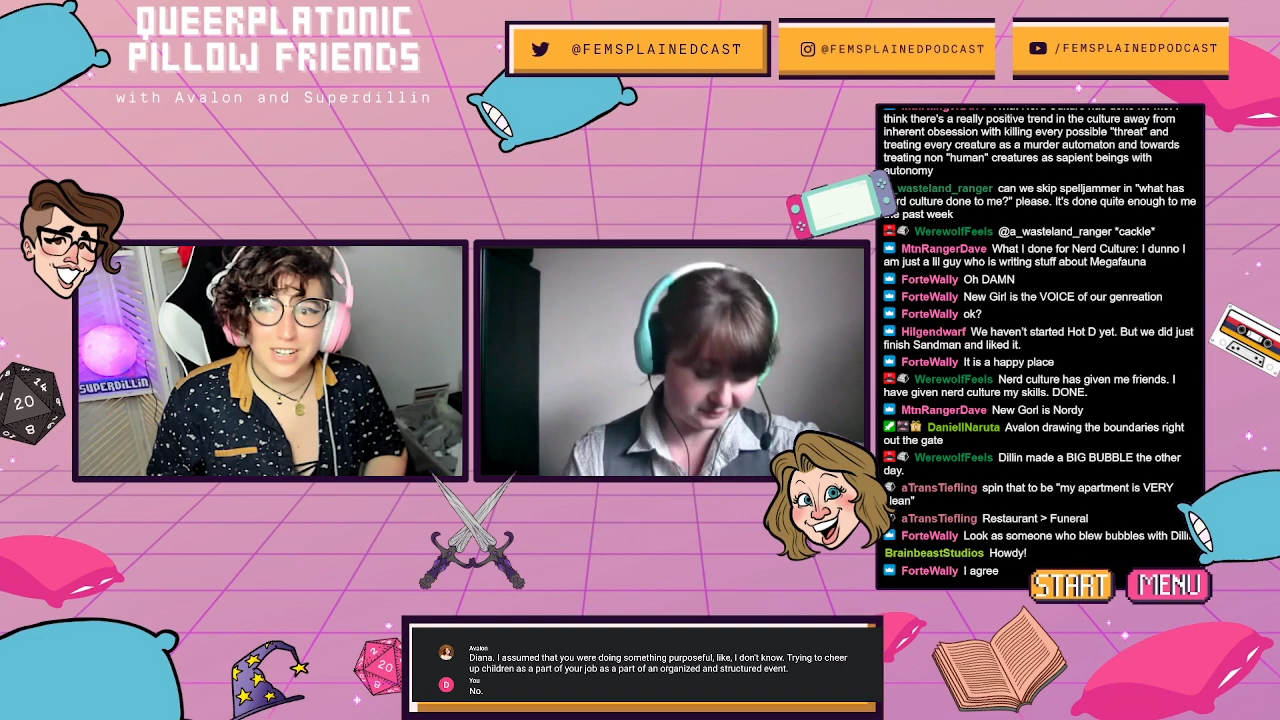 QUEERPLATONIC
PILLOW FRIENDS
with Avalon and Superdillin
@FEMSPLAINEDCAST
@FEMSPLAINEDPODCAST
/FEMSPLAINEDPODCAST
think there's a really positive trend in the culture away from
inherent obsession with killing every possible "threat" and
treating every creature as a murder automaton and towards
treating non "human" creatures as sapient beings with
autonomy
_wasteland_ranger can we skip spelljammer in "what has
rd culture done to me?" please. It's done quite enough to me
e past week
WerewolfFeels @a_wasteland_ranger *cackle*
MtnRangerDave What I done for Nerd Culture: I dunno I
am just a lil guy who is writing stuff about Megafauna
ForteWally Oh DAMN
ForteWally New Girl is the VOICE of our genreation
ForteWally ok?
Hilgendwarf We haven't started Hot D yet. But we did just
finish Sandman and liked it.
ForteWally It is a happy place
WerewolfFeels Nerd culture has given me friends. I
have given nerd culture my skills. DONE.
MtnRangerDave New Gorl is Nordy
DaniellNaruta Avalon drawing the boundaries right
out the gate
WerewolfFeels Dillin made a BIG BUBBLE the other
day.
aTransTiefling spin that to be "my apartment is VERY
lean"
aTransTiefling Restaurant > Funeral
ForteWally Look as someone who blew bubbles with Dilli
BrainbeastStudios Howdy!
ForteWally I agree
START
MENU
SUPERDILLIN
20
14
8
20
Avalon
Diana. I assumed that you were doing something purposeful, like, I don't know. Trying to cheer
up children as a part of your job as a part of an organized and structured event.
D
You
No.